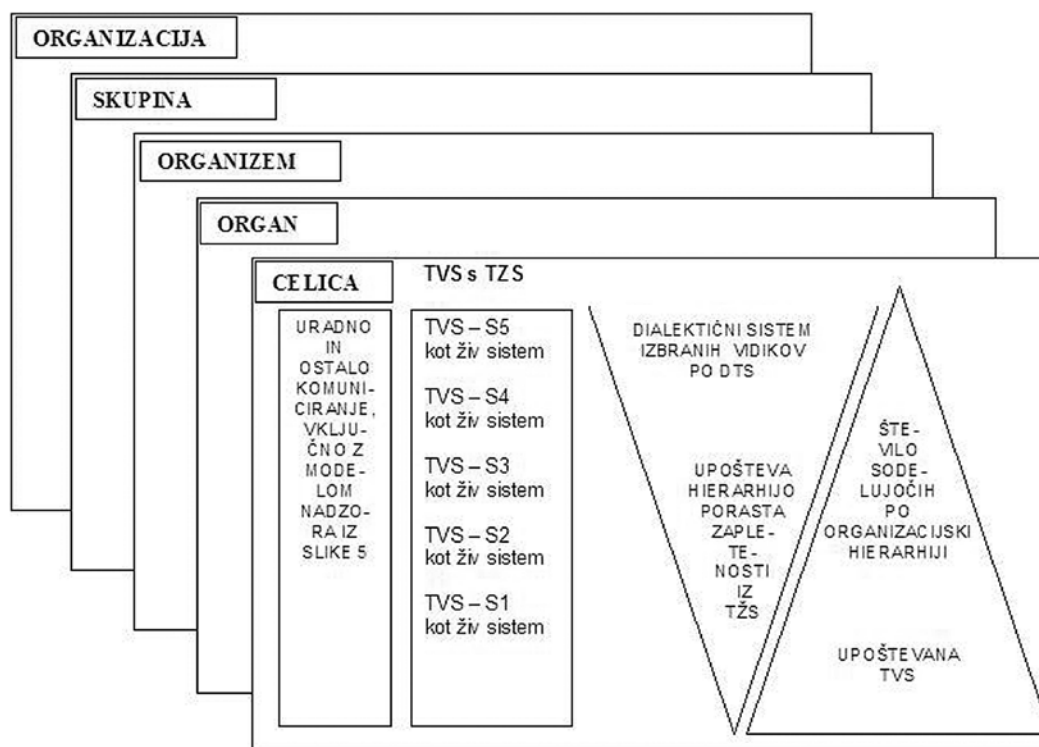 ORGANIZACIJA
SKUPINA
ORGANIZEM
ORGAN
CELICA
TVS s TZS
URADNO
IN
OSTALO
KOMUNI-
CIRANJE,
VKLJU-
ČNO Z
MODE-
LOM
NADZO-
RA IZ
SLIKE 5
TVS – S5
kot živ sistem
TVS – S4
kot živ sistem
TVS – S3
kot živ sistem
TVS – S2
kot živ sistem
TVS – S1
kot živ sistem
DIALEKTIČNI SISTEM
IZBRANIH VIDIKOV
PO DTS
UPOŠTEVA
HIERARHIJO
PORASTA
ZAPLE-
TE-
NOSTI
IZ
TŽS
ŠTE-
VILO
SODE-
LUJOČIH
PO
ORGANIZACIJSKI
HIERARHIJI
UPOŠTEVANA
TVS